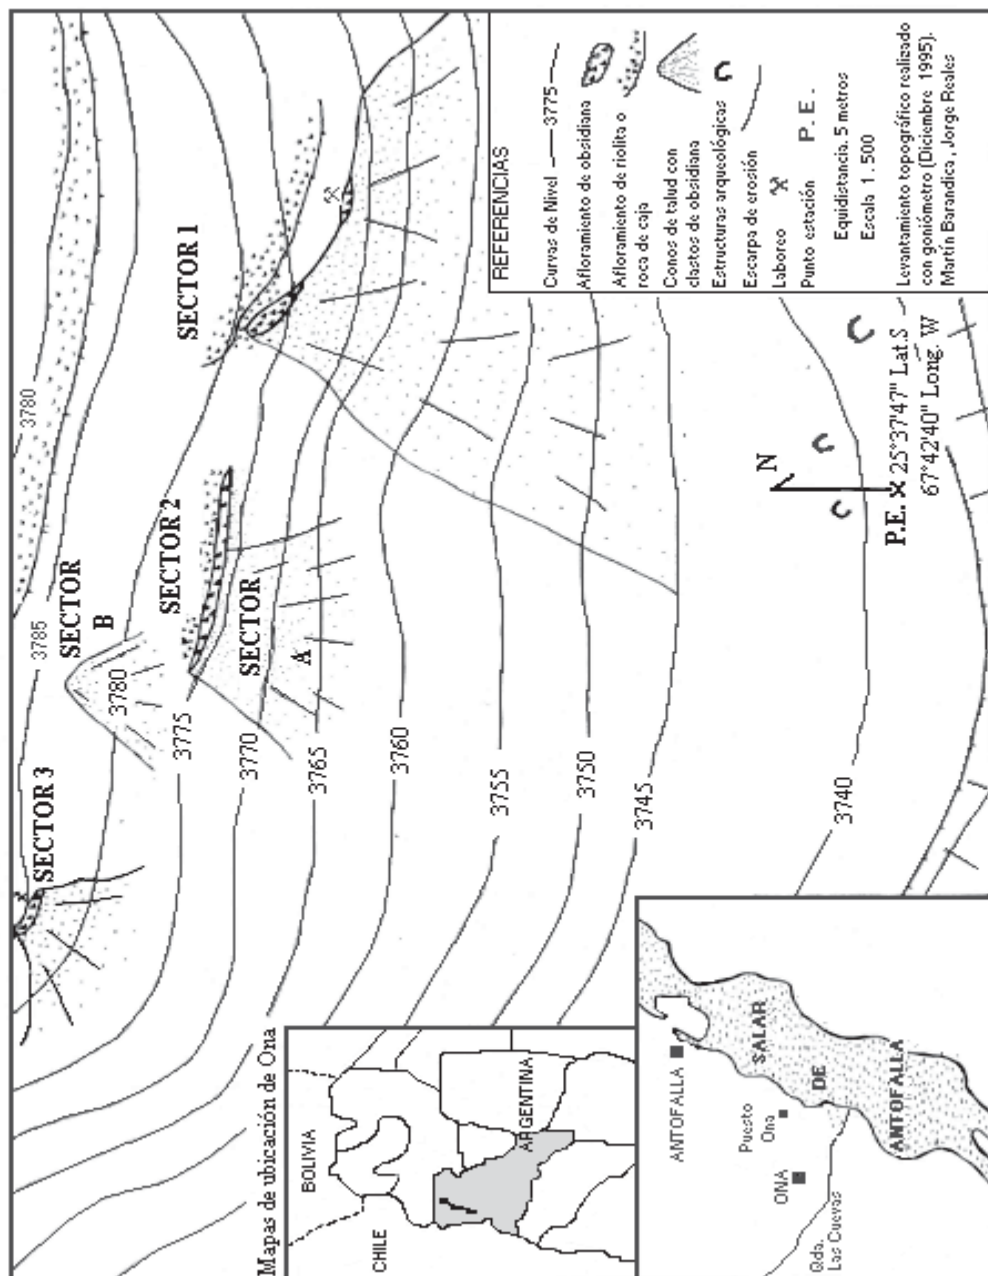 3780
3785
SECTOR
B
3780
SECTOR 3
SECTOR 1
SECTOR 2
SECTOR
A
3775
3770
3765
3760
3755
3750
3745
3740
N
P.E. 25°37'47" Lat.S
67°42'40" Long. W
REFERENCIAS
Curvas de Nivel 3775
Afloramiento de obsidiana
Afloramiento de riolita o
roca de caja
Conos de talud con
clastos de obsidiana
Estructuras arqueológicas
Escarpa de erosión
Laboreo
Punto estación P.E.
Equidistancia. 5 metros
Escala 1.500
Levantamiento topográfico realizado
con goniómetro (Diciembre 1995).
Martín Barandica, Jorge Reales
Mapas de ubicación de Ona
BOLIVIA
CHILE
ARGENTINA
ANTOFALLA
Puesto
Ona
ONA
Qda.
Las Cuevas
SALAR
DE
ANTOFALLA